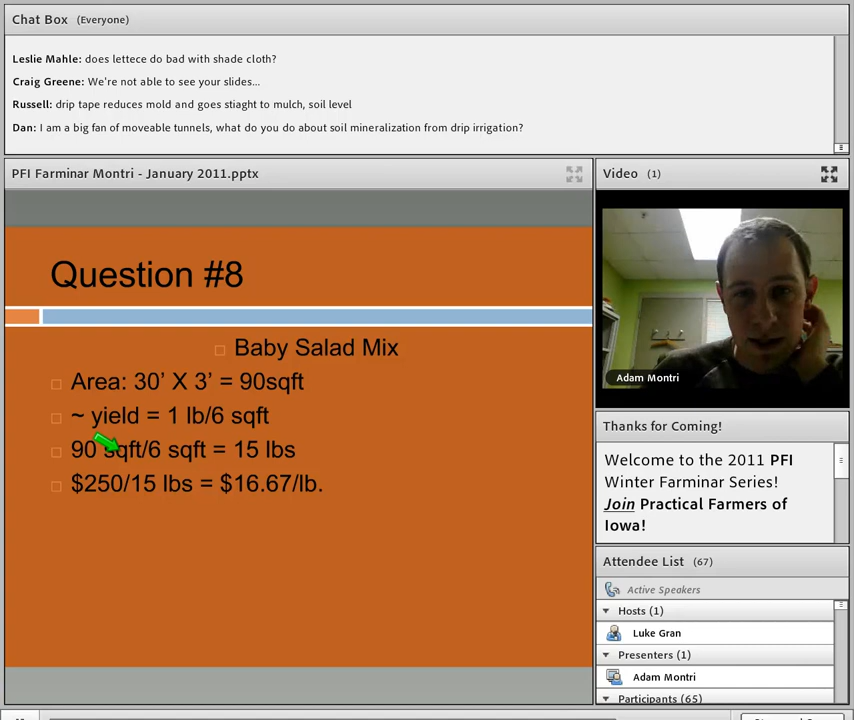 Chat Box (Everyone)
Leslie Mahle: does lettece do bad with shade cloth?
Craig Greene: We're not able to see your slides...
Russell: drip tape reduces mold and goes stiaght to mulch, soil level
Dan: I am a big fan of moveable tunnels, what do you do about soil mineralization from drip irrigation?
PFI Farminar Montri - January 2011.pptx
Question #8
Baby Salad Mix
Area: 30’ X 3’ = 90sqft
~ yield = 1 lb/6 sqft
90 sqft/6 sqft = 15 lbs
$250/15 lbs = $16.67/lb.
Video (1)
Adam Montri
Thanks for Coming!
Welcome to the 2011 PFI
Winter Farminar Series!
Join Practical Farmers of
Iowa!
Attendee List (67)
Active Speakers
Hosts (1)
Luke Gran
Presenters (1)
Adam Montri
Participants (65)